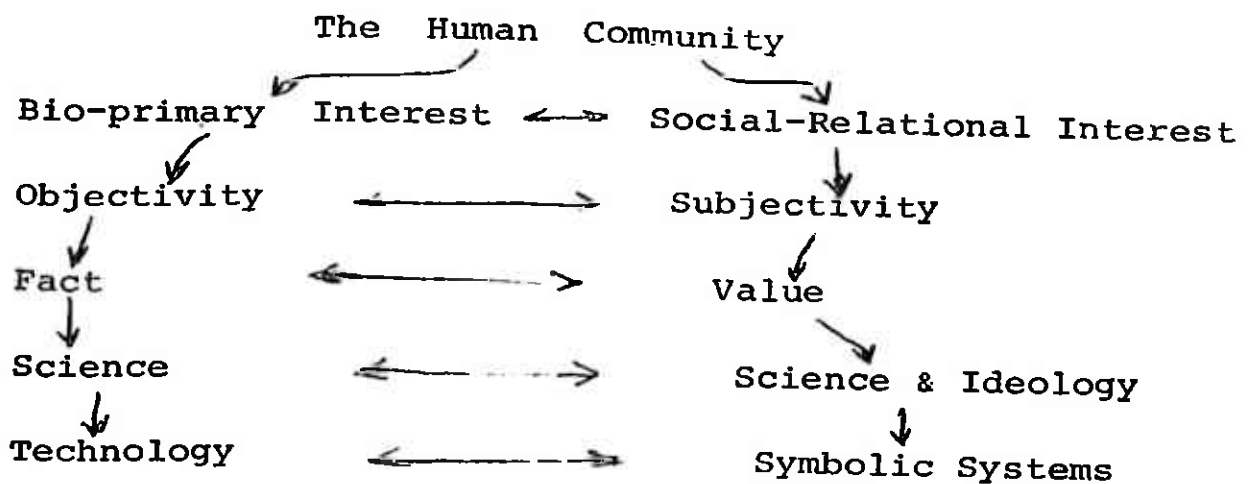 The Human Community
Bio-primary Interest Social-Relational Interest
Objectivity Subjectivity
Fact Value
Science Science & Ideology
Technology Symbolic Systems